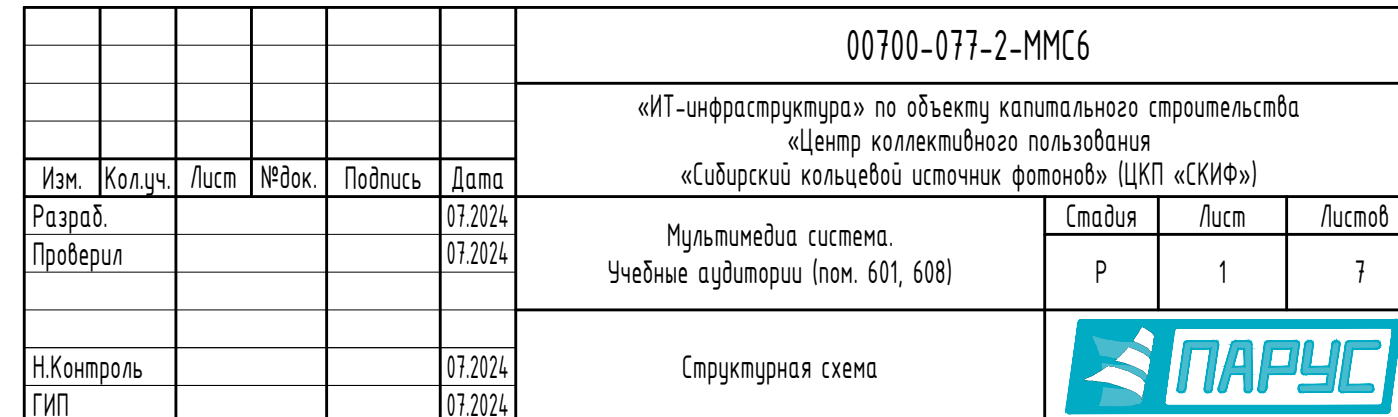 00700-077-2-ММС6
«ИТ-инфраструктура» по объекту капитального строительства
«Центр коллективного пользования
«Сибирский кольцевой источник фотонов» (ЦКП «СКИФ»)
Изм. Кол.уч. Лист №док. Подпись Дата
Разраб. 07.2024
Проверил 07.2024
Мультимедиа система.
Учебные аудитории (пом. 601, 608)
Стадия Лист Листов
Р 1 7
Н.Контроль 07.2024
ГИП 07.2024
Структурная схема
ПАРУС